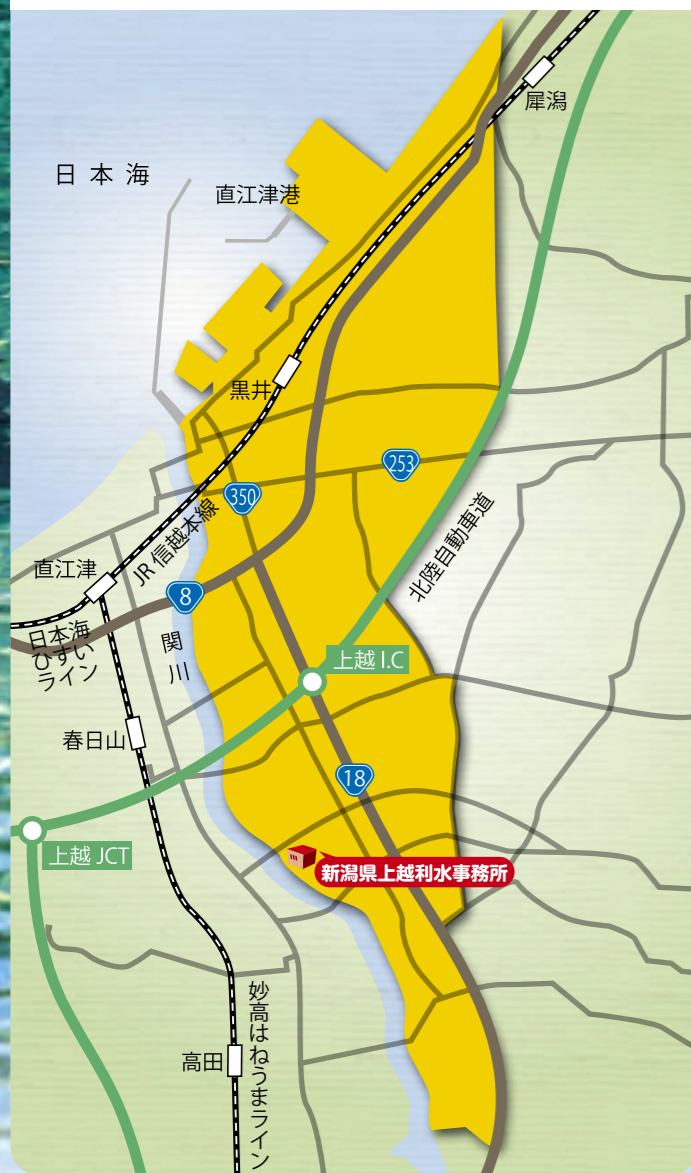 犀潟
日本海
直江津港
黒井
253
350
JR信越本線
北陸自動車道
直江津
8
日本海
ひすい
ライン
関川
上越 I.C
春日山
18
上越 JCT
新潟県上越利水事務所
妙高はねうまライン
高田